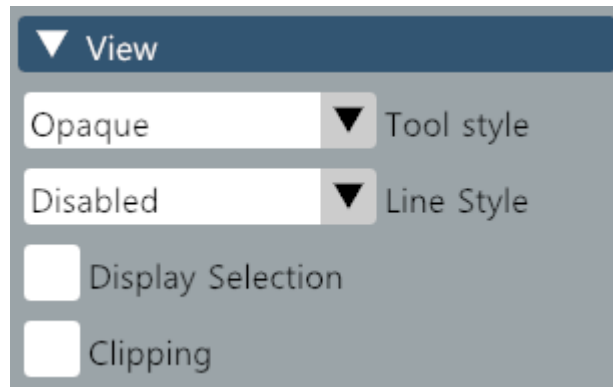 View
Opaque Tool style
Disabled Line Style
Display Selection
Clipping